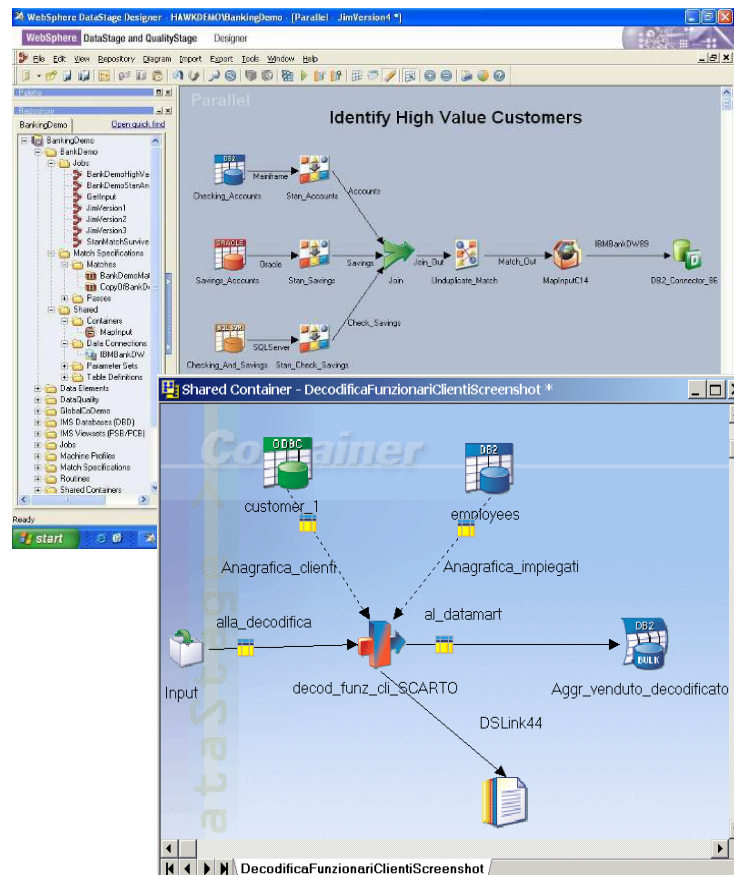 WebSphere DataStage Designer - HAWKDEMO\BankingDemo - [Parallel - JimVersion4 *]
WebSphere DataStage and QualityStage Designer
File Edit View Repository Diagram Import Export Tools Window Help
Palette
Repository
BankingDemo Open quick find
BankingDemo
BankDemo
Jobs
BankDemoHighVa
BankDemoStanAn
GetInput
JimVersion1
JimVersion2
JimVersion3
StanMatchSurvive
Match Specifications
Matches
BankDemoMat
CopyOfBankDe
Passes
Shared
Containers
MapInput
Data Connections
IBMBankDW
Parameter Sets
Table Definitions
Data Elements
DataQuality
GlobalCoDemo
IMS Databases (DBD)
IMS Viewsets (PSB/PCB)
Jobs
Machine Profiles
Match Specifications
Routines
Shared Containers
Ready
start
Parallel
Identify High Value Customers
DB2
Mainframe
Checking_Accounts Stan_Accounts Accounts
ORACLE
Oracle Savings Join_Out Match_Out IBMBankDW89
Savings_Accounts Stan_Savings Join Unduplicate_Match MapInputC14 DB2_Connector_86
Check_Savings
SQLServer
Checking_And_Savings Stan_Check_Savings
Shared Container - DecodificaFunzionariClientiScreenshot *
Container
DataStage
ODBC DB2
customer_1 employees
Anagrafica_clienti Anagrafica_impiegati
alla_decodifica al_datamart
DB2
BULK
Input decod_funz_cli_SCARTO Aggr_venduto_decodificato
DSLink44
DecodificaFunzionariClientiScreenshot